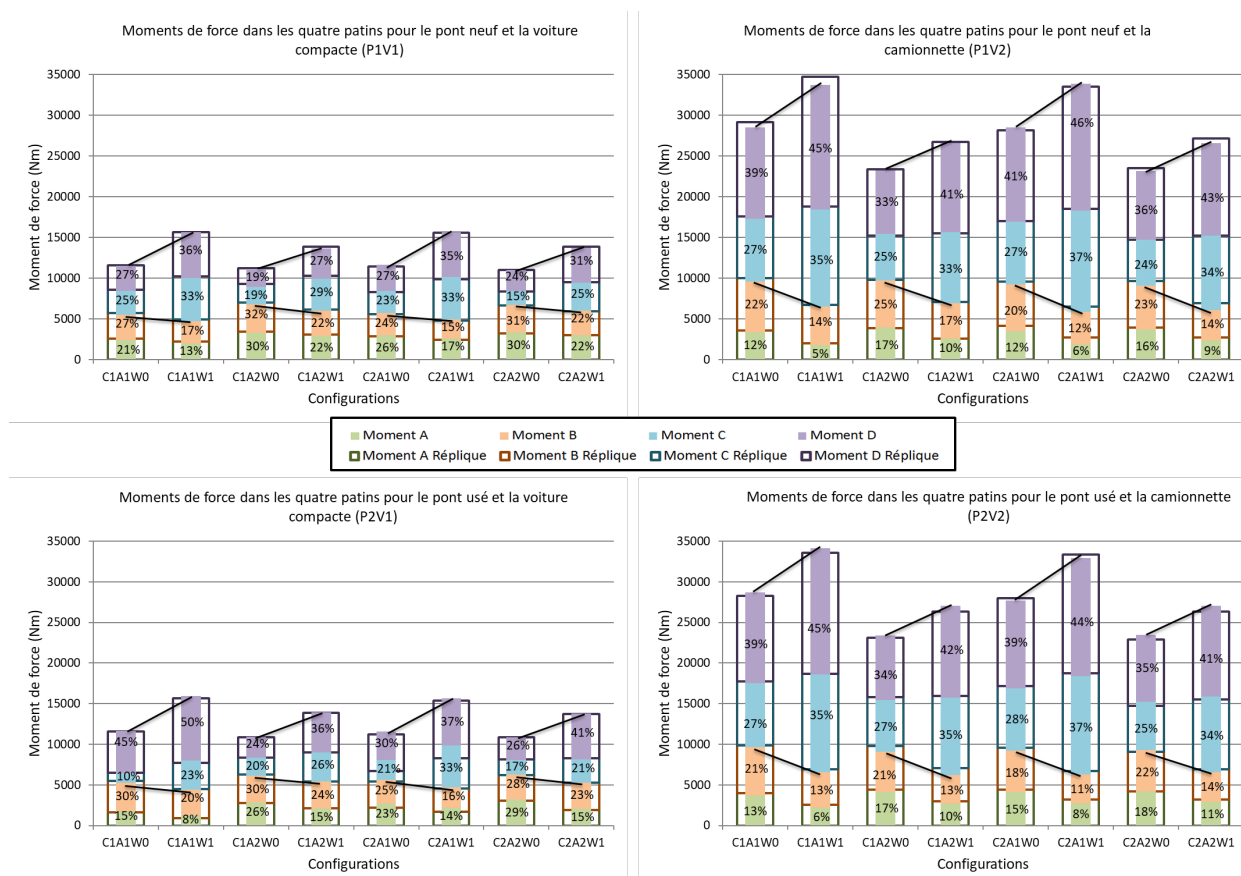 Moments de force dans les quatre patins pour le pont neuf et la voiture
compacte (P1V1)
Moment de force (Nm)
35000
30000
25000
20000
15000
10000
5000
0
27% 36% 19% 27% 27% 35% 24% 31%
25% 33% 19% 29% 23% 33% 15% 25%
27% 17% 32% 22% 24% 15% 31% 22%
21% 13% 30% 22% 26% 17% 30% 22%
C1A1W0 C1A1W1 C1A2W0 C1A2W1 C2A1W0 C2A1W1 C2A2W0 C2A2W1
Configurations
Moments de force dans les quatre patins pour le pont neuf et la
camionnette (P1V2)
Moment de force (Nm)
35000
30000
25000
20000
15000
10000
5000
0
39% 45% 33% 41% 41% 46% 36% 43%
27% 35% 25% 33% 27% 37% 24% 34%
22% 14% 25% 17% 20% 12% 23% 14%
12% 5% 17% 10% 12% 6% 16% 9%
C1A1W0 C1A1W1 C1A2W0 C1A2W1 C2A1W0 C2A1W1 C2A2W0 C2A2W1
Configurations
Moment A Moment B Moment C Moment D
Moment A Réplique Moment B Réplique Moment C Réplique Moment D Réplique
Moments de force dans les quatre patins pour le pont usé et la voiture
compacte (P2V1)
Moment de force (Nm)
35000
30000
25000
20000
15000
10000
5000
0
45% 50% 24% 36% 30% 37% 26% 41%
10% 23% 20% 26% 21% 33% 17% 21%
30% 20% 30% 24% 25% 16% 28% 23%
15% 8% 26% 15% 23% 14% 29% 15%
C1A1W0 C1A1W1 C1A2W0 C1A2W1 C2A1W0 C2A1W1 C2A2W0 C2A2W1
Configurations
Moments de force dans les quatre patins pour le pont usé et la camionnette
(P2V2)
Moment de force (Nm)
35000
30000
25000
20000
15000
10000
5000
0
39% 45% 34% 42% 39% 44% 35% 41%
27% 35% 27% 35% 28% 37% 25% 34%
21% 13% 21% 13% 18% 11% 22% 14%
13% 6% 17% 10% 15% 8% 18% 11%
C1A1W0 C1A1W1 C1A2W0 C1A2W1 C2A1W0 C2A1W1 C2A2W0 C2A2W1
Configurations